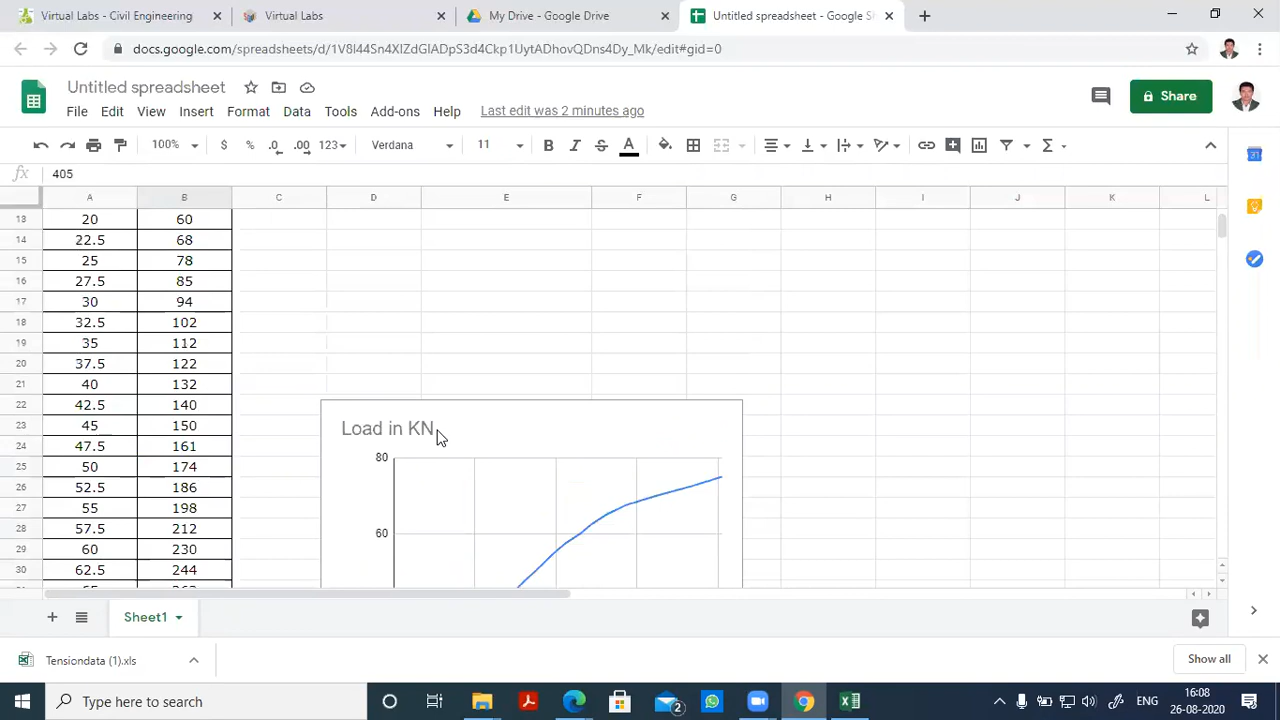 Virtual Labs - Civil Engineering
Virtual Labs
My Drive - Google Drive
Untitled spreadsheet - Google Sh
docs.google.com/spreadsheets/d/
Untitled spreadsheet
File Edit View Insert Format Data Tools Add-ons Help Last edit was 2 minutes ago
Share
100% $ % .0 .00 123 Verdana 11 B I S A
fx 405
A B C D E F G H I J K L
13 20 60
14 22.5 68
15 25 78
16 27.5 85
17 30 94
18 32.5 102
19 35 112
20 37.5 122
21 40 132
22 42.5 140
23 45 150
24 47.5 161
25 50 174
26 52.5 186
27 55 198
28 57.5 212
29 60 230
30 62.5 244
Load in KN
80
60
Sheet1
Tensiondata (1).xls
Show all
Type here to search
2
ENG
16:08
26-08-2020